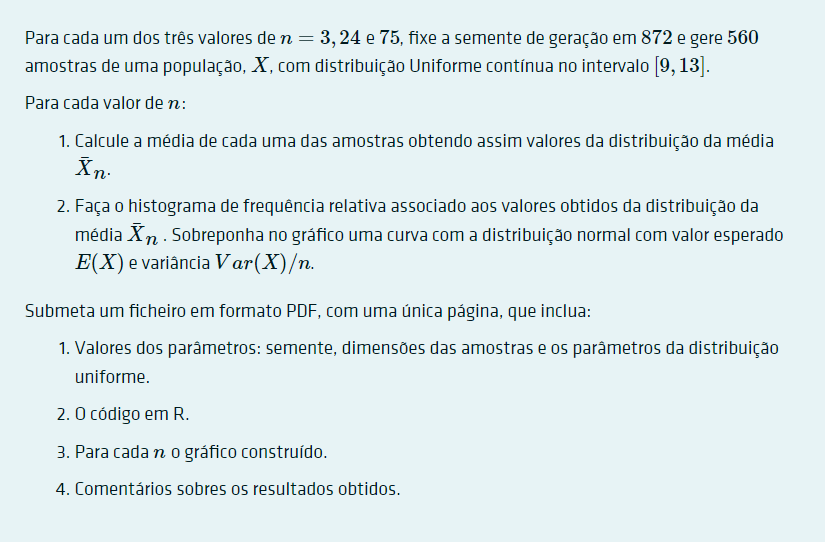 Para cada um dos três valores de n = 3, 24 e 75, fixe a semente de geração em 872 e gere 560
amostras de uma população, X, com distribuição Uniforme contínua no intervalo [9, 13].
Para cada valor de n:
1. Calcule a média de cada uma das amostras obtendo assim valores da distribuição da média
X̄n.
2. Faça o histograma de frequência relativa associado aos valores obtidos da distribuição da
média X̄n . Sobreponha no gráfico uma curva com a distribuição normal com valor esperado
E(X) e variância Var(X)/n.
Submeta um ficheiro em formato PDF, com uma única página, que inclua:
1. Valores dos parâmetros: semente, dimensões das amostras e os parâmetros da distribuição
uniforme.
2. O código em R.
3. Para cada n o gráfico construído.
4. Comentários sobre os resultados obtidos.